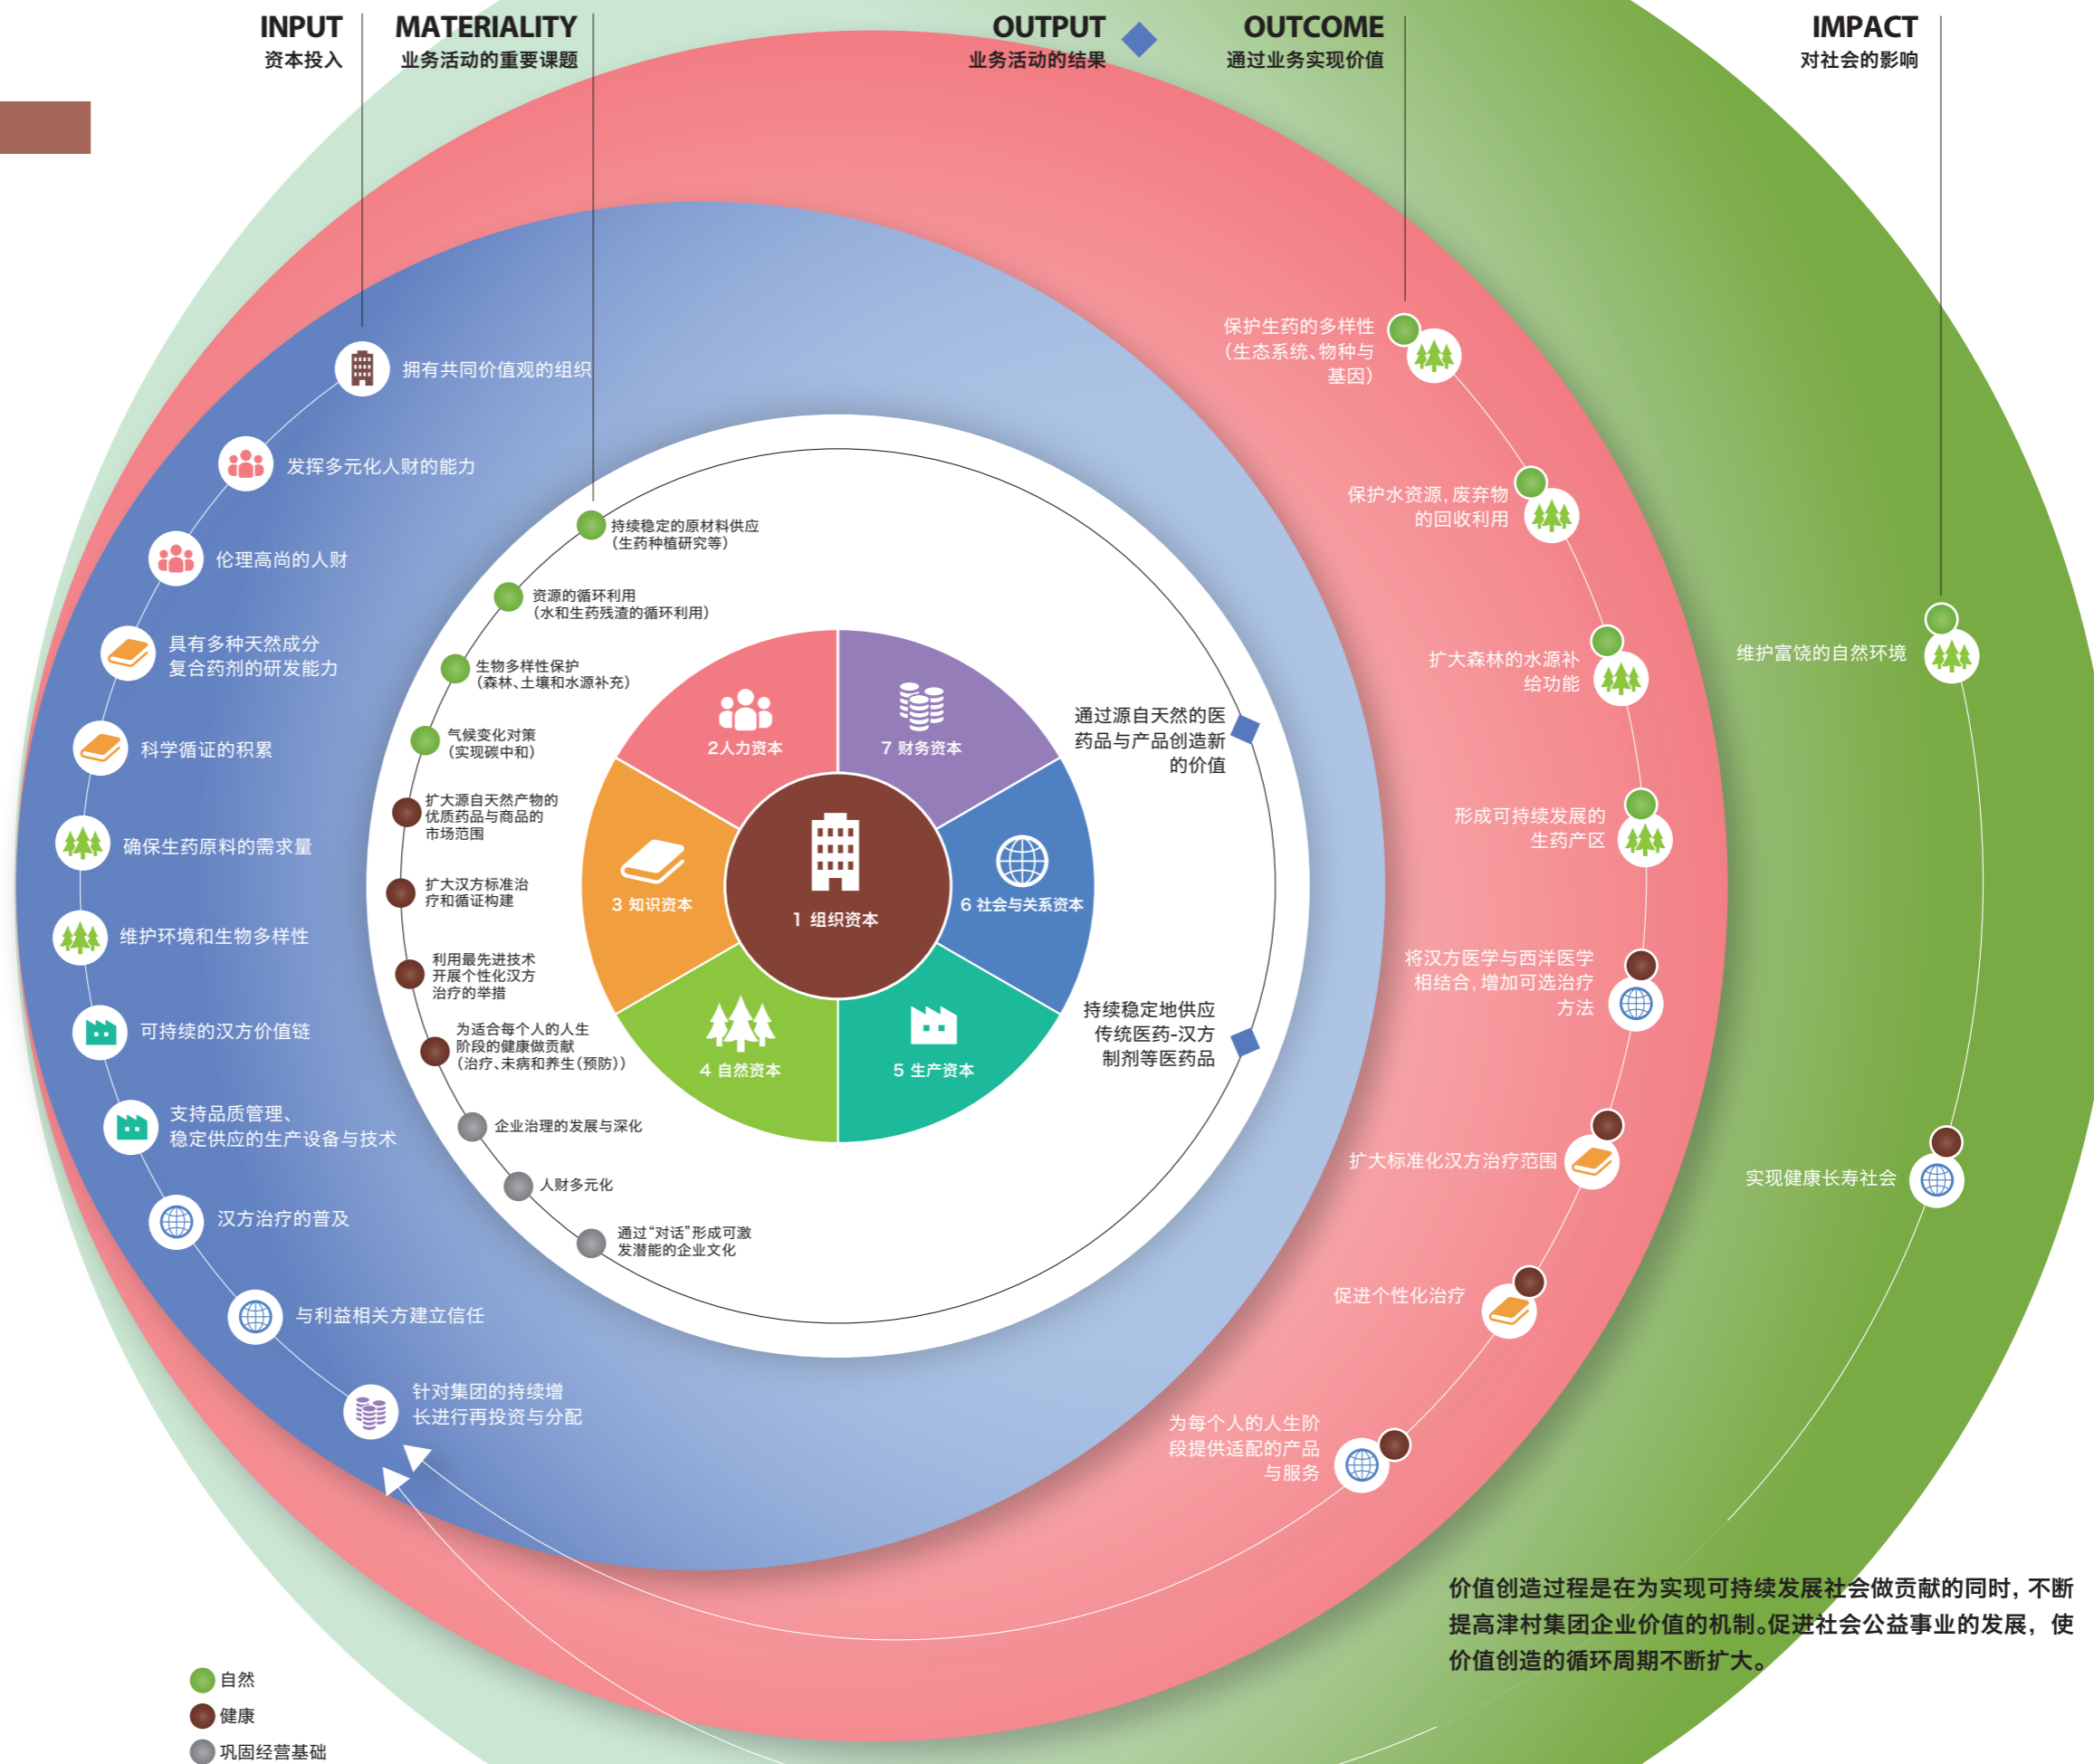 INPUT
资本投入
MATERIALITY
业务活动的重要课题
OUTPUT
业务活动的结果
OUTCOME
通过业务实现价值
IMPACT
对社会的影响
拥有共同价值观的组织
发挥多元化人财的能力
伦理高尚的人财
具有多种天然成分
复合药剂的研发能力
科学循证的积累
确保生药原料的需求量
维护环境和生物多样性
可持续的汉方价值链
支持品质管理、
稳定供应的生产设备与技术
汉方治疗的普及
与利益相关方建立信任
针对集团的持续增
长进行再投资与分配
持续稳定的原材料供应
（生药种植研究等）
资源的循环利用
（水和生药残渣的循环利用）
生物多样性保护
（森林、土壤和水源补充）
气候变化对策
（实现碳中和）
扩大源自天然产物的
优质药品与商品的
市场范围
扩大汉方标准治
疗和循证构建
利用最先进技术
开展个性化汉方
治疗的举措
为适合每个人的人生
阶段的健康做贡献
（治疗、未病和养生（预防））
企业治理的发展与深化
人财多元化
通过“对话”形成可激
发潜能的企业文化
2人力资本
7 财务资本
3 知识资本
1 组织资本
6 社会与关系资本
4 自然资本
5 生产资本
通过源自天然的医
药品与产品创造新
的价值
持续稳定地供应
传统医药-汉方
制剂等医药品
保护生药的多样性
（生态系统、物种与
基因）
保护水资源，废弃物
的回收利用
扩大森林的水源补
给功能
形成可持续发展的
生药产区
将汉方医学与西洋医学
相结合，增加可选治疗
方法
扩大标准化汉方治疗范围
促进个性化治疗
为每个人的人生阶
段提供适配的产品
与服务
维护富饶的自然环境
实现健康长寿社会
价值创造过程是在为实现可持续发展社会做贡献的同时，不断
提高津村集团企业价值的机制。促进社会公益事业的发展，使
价值创造的循环周期不断扩大。
自然
健康
巩固经营基础